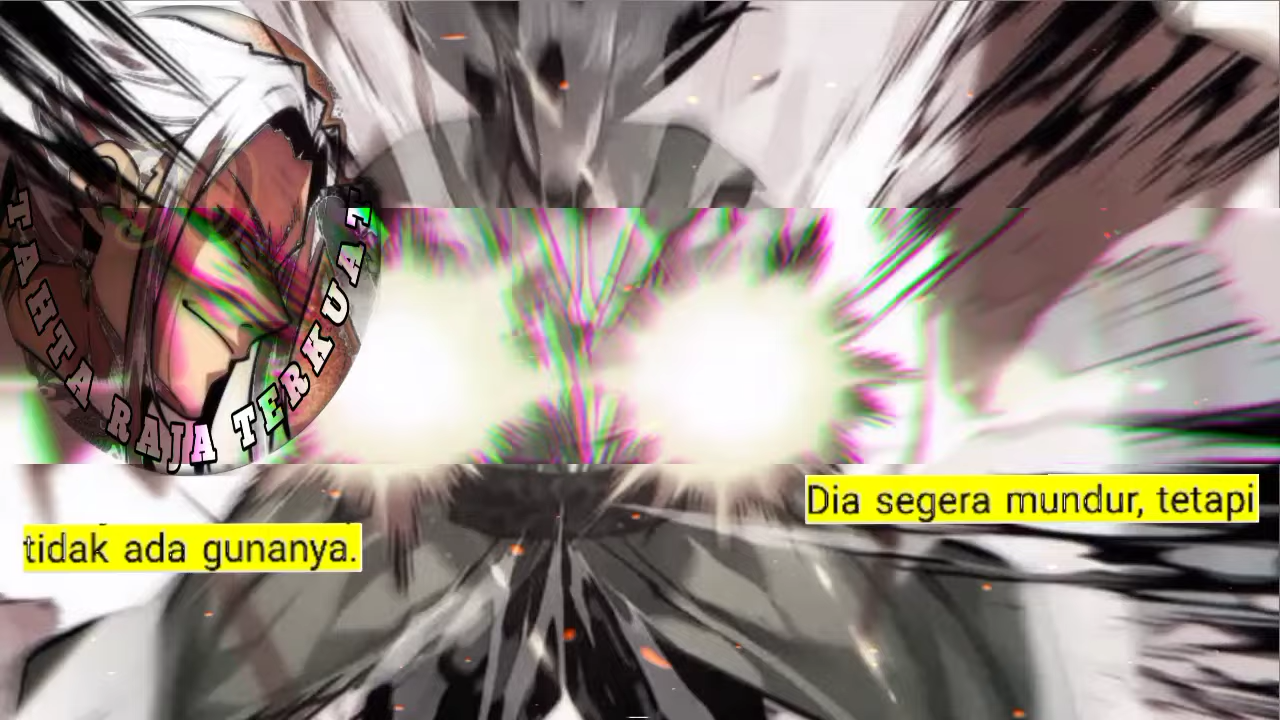 TAHTA RAJA TERKUAT
Dia segera mundur, tetapi
tidak ada gunanya.